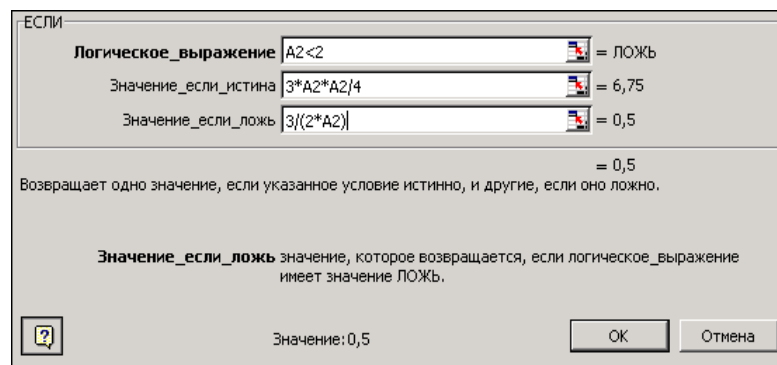 ЕСЛИ
Логическое_выражение A2<2 = ЛОЖЬ
Значение_если_истина 3*A2*A2/4 = 6,75
Значение_если_ложь 3/(2*A2) = 0,5
= 0,5
Возвращает одно значение, если указанное условие истинно, и другие, если оно ложно.
Значение_если_ложь значение, которое возвращается, если логическое_выражение
имеет значение ЛОЖЬ.
? Значение:0,5 OK Отмена